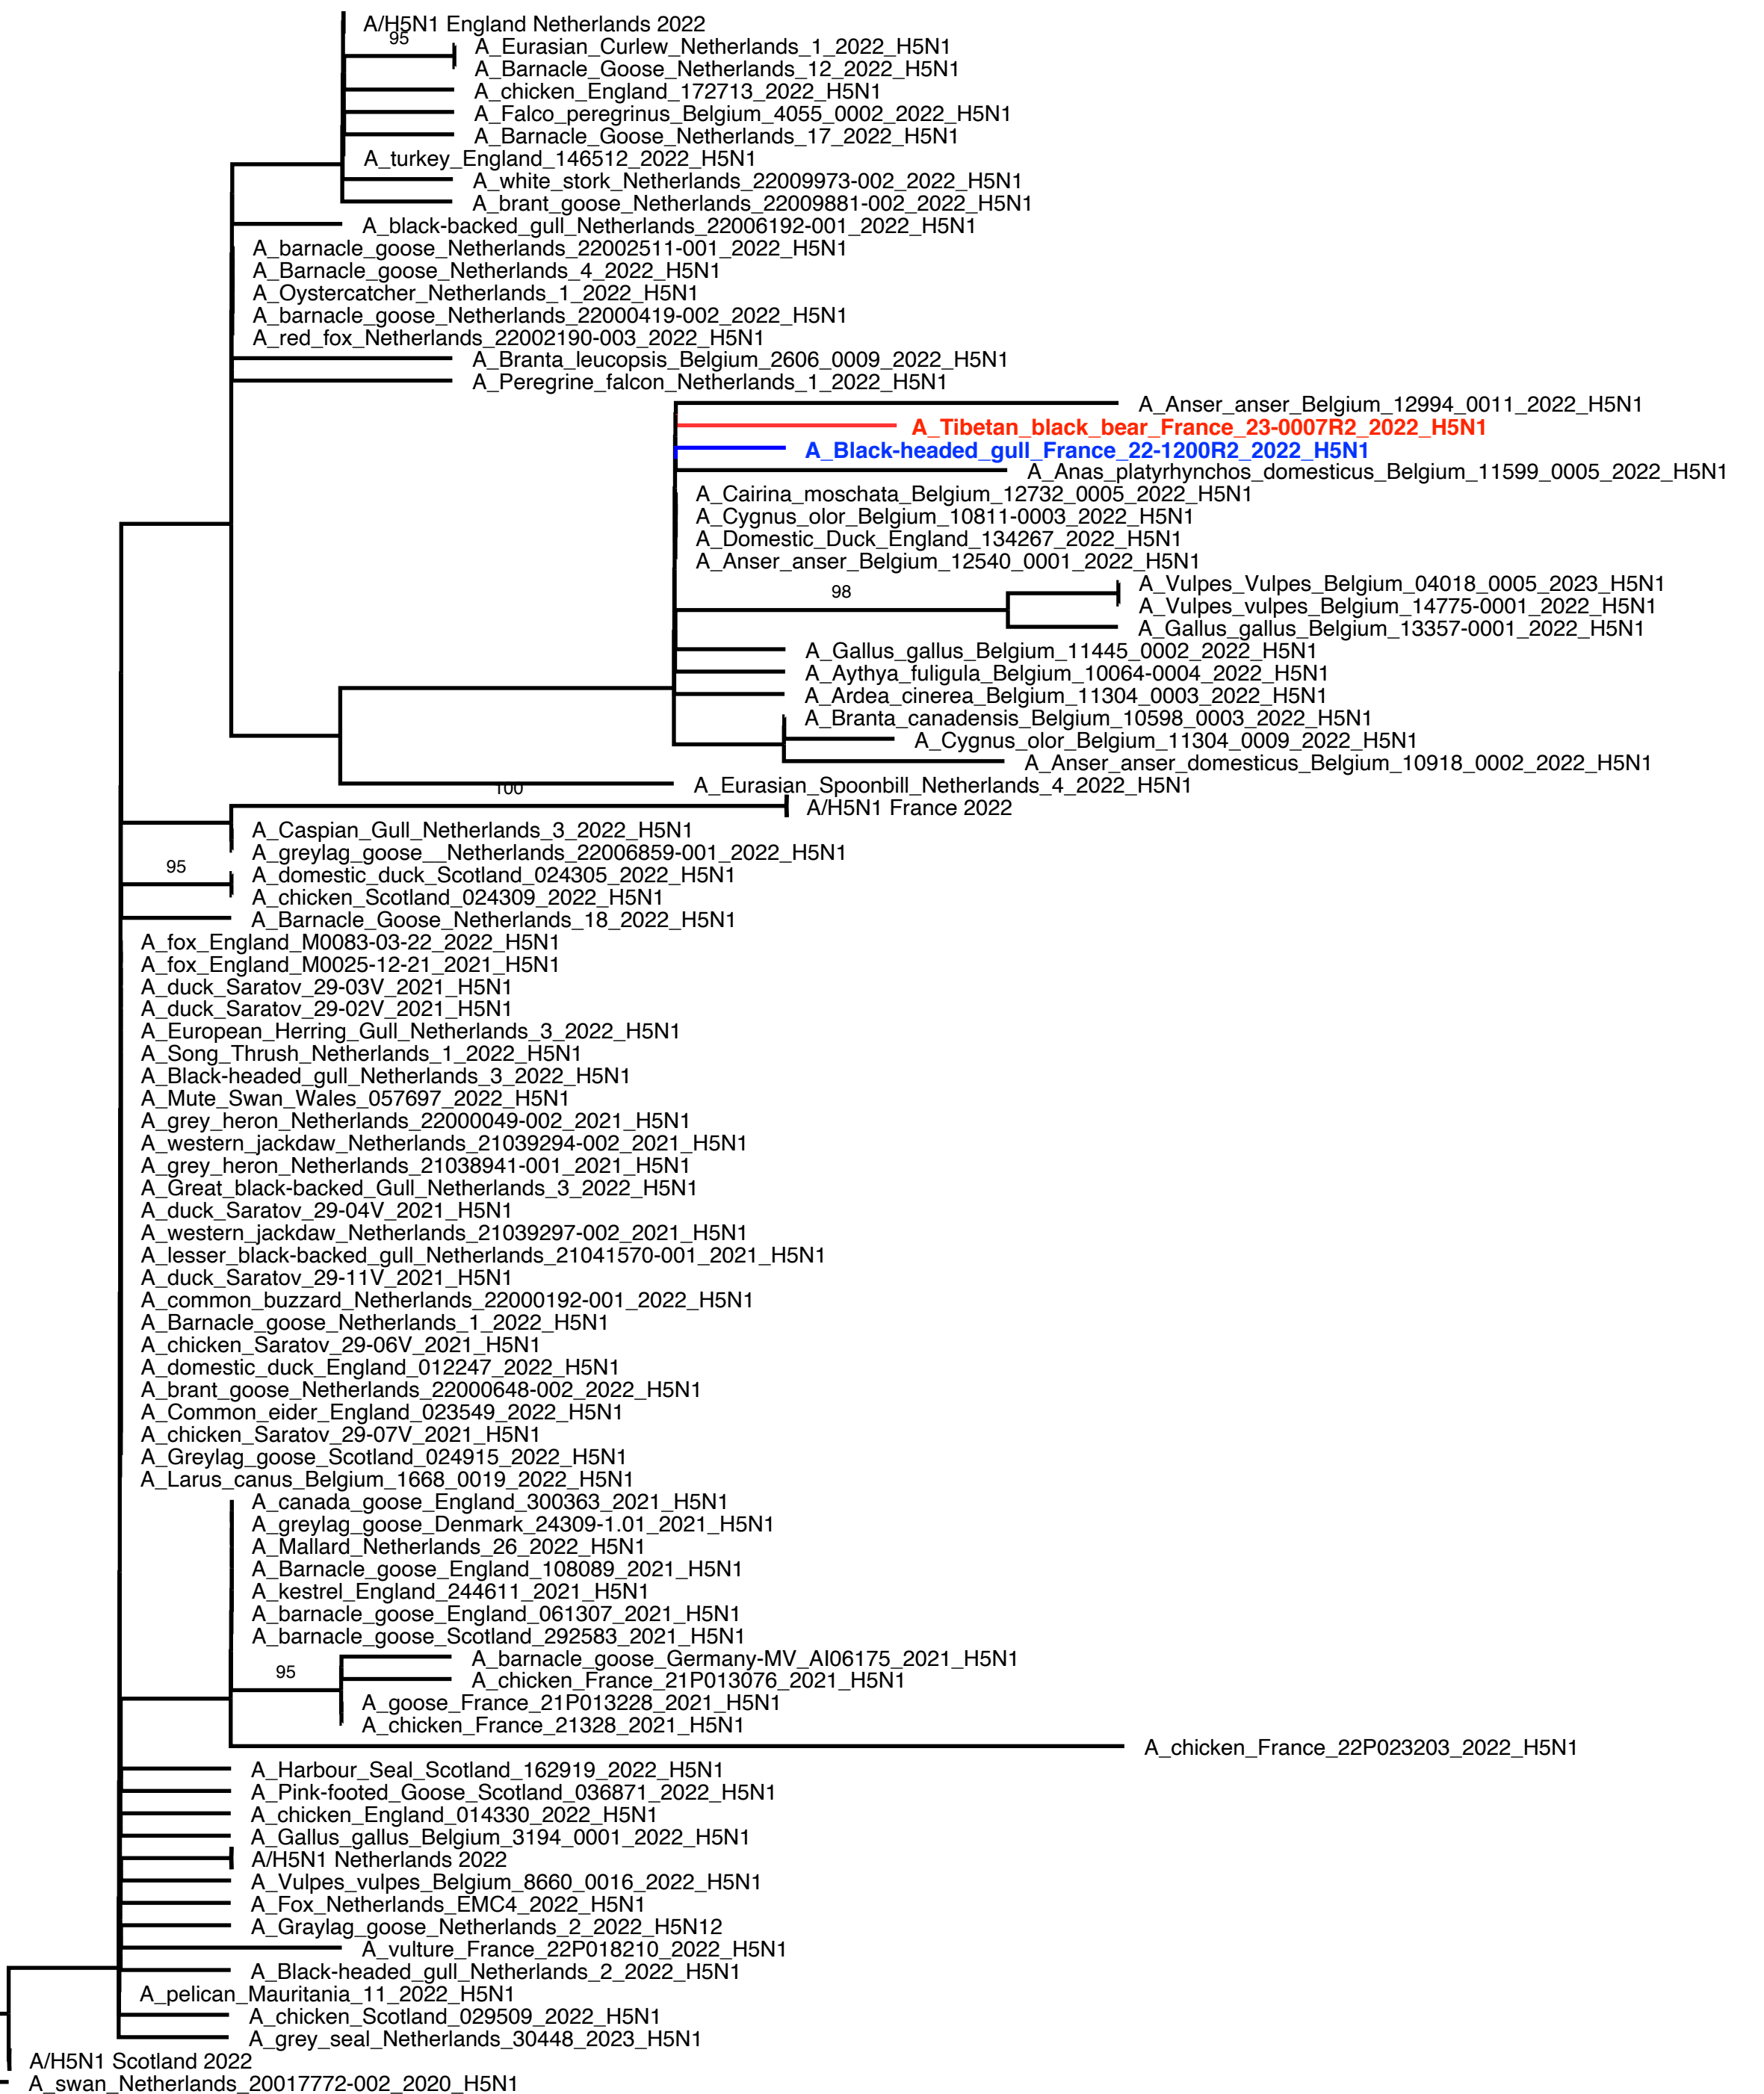 A/H5N1 England Netherlands 2022
95
A_Eurasian_Curlew_Netherlands_1_2022_H5N1
A_Barnacle_Goose_Netherlands_12_2022_H5N1
A_chicken_England_172713_2022_H5N1
A_Falco_peregrinus_Belgium_4055_0002_2022_H5N1
A_Barnacle_Goose_Netherlands_17_2022_H5N1
A_turkey_England_146512_2022_H5N1
A_white_stork_Netherlands_22009973-002_2022_H5N1
A_brant_goose_Netherlands_22009881-002_2022_H5N1
A_black-backed_gull_Netherlands_22006192-001_2022_H5N1
A_barnacle_goose_Netherlands_22002511-001_2022_H5N1
A_Barnacle_goose_Netherlands_4_2022_H5N1
A_Oystercatcher_Netherlands_1_2022_H5N1
A_barnacle_goose_Netherlands_22000419-002_2022_H5N1
A_red_fox_Netherlands_22002190-003_2022_H5N1
A_Branta_leucopsis_Belgium_2606_0009_2022_H5N1
A_Peregrine_falcon_Netherlands_1_2022_H5N1
A_Anser_anser_Belgium_12994_0011_2022_H5N1
A_Tibetan_black_bear_France_23-0007R2_2022_H5N1
A_Black-headed_gull_France_22-1200R2_2022_H5N1
A_Anas_platyrhynchos_domesticus_Belgium_11599_0005_2022_H5N1
A_Cairina_moschata_Belgium_12732_0005_2022_H5N1
A_Cygnus_olor_Belgium_10811-0003_2022_H5N1
A_Domestic_Duck_England_134267_2022_H5N1
A_Anser_anser_Belgium_12540_0001_2022_H5N1
98
A_Vulpes_Vulpes_Belgium_04018_0005_2023_H5N1
A_Vulpes_vulpes_Belgium_14775-0001_2022_H5N1
A_Gallus_gallus_Belgium_13357-0001_2022_H5N1
A_Gallus_gallus_Belgium_11445_0002_2022_H5N1
A_Aythya_fuligula_Belgium_10064-0004_2022_H5N1
A_Ardea_cinerea_Belgium_11304_0003_2022_H5N1
A_Branta_canadensis_Belgium_10598_0003_2022_H5N1
A_Cygnus_olor_Belgium_11304_0009_2022_H5N1
A_Anser_anser_domesticus_Belgium_10918_0002_2022_H5N1
A_Eurasian_Spoonbill_Netherlands_4_2022_H5N1
100
A/H5N1 France 2022
A_Caspian_Gull_Netherlands_3_2022_H5N1
A_greylag_goose__Netherlands_22006859-001_2022_H5N1
95
A_domestic_duck_Scotland_024305_2022_H5N1
A_chicken_Scotland_024309_2022_H5N1
A_Barnacle_Goose_Netherlands_18_2022_H5N1
A_fox_England_M0083-03-22_2022_H5N1
A_fox_England_M0025-12-21_2021_H5N1
A_duck_Saratov_29-03V_2021_H5N1
A_duck_Saratov_29-02V_2021_H5N1
A_European_Herring_Gull_Netherlands_3_2022_H5N1
A_Song_Thrush_Netherlands_1_2022_H5N1
A_Black-headed_gull_Netherlands_3_2022_H5N1
A_Mute_Swan_Wales_057697_2022_H5N1
A_grey_heron_Netherlands_22000049-002_2021_H5N1
A_western_jackdaw_Netherlands_21039294-002_2021_H5N1
A_grey_heron_Netherlands_21038941-001_2021_H5N1
A_Great_black-backed_Gull_Netherlands_3_2022_H5N1
A_duck_Saratov_29-04V_2021_H5N1
A_western_jackdaw_Netherlands_21039297-002_2021_H5N1
A_lesser_black-backed_gull_Netherlands_21041570-001_2021_H5N1
A_duck_Saratov_29-11V_2021_H5N1
A_common_buzzard_Netherlands_22000192-001_2022_H5N1
A_Barnacle_goose_Netherlands_1_2022_H5N1
A_chicken_Saratov_29-06V_2021_H5N1
A_domestic_duck_England_012247_2022_H5N1
A_brant_goose_Netherlands_22000648-002_2022_H5N1
A_Common_eider_England_023549_2022_H5N1
A_chicken_Saratov_29-07V_2021_H5N1
A_Greylag_goose_Scotland_024915_2022_H5N1
A_Larus_canus_Belgium_1668_0019_2022_H5N1
A_canada_goose_England_300363_2021_H5N1
A_greylag_goose_Denmark_24309-1.01_2021_H5N1
A_Mallard_Netherlands_26_2022_H5N1
A_Barnacle_goose_England_108089_2021_H5N1
A_kestrel_England_244611_2021_H5N1
A_barnacle_goose_England_061307_2021_H5N1
A_barnacle_goose_Scotland_292583_2021_H5N1
95
A_barnacle_goose_Germany-MV_AI06175_2021_H5N1
A_chicken_France_21P013076_2021_H5N1
A_goose_France_21P013228_2021_H5N1
A_chicken_France_21328_2021_H5N1
A_chicken_France_22P023203_2022_H5N1
A_Harbour_Seal_Scotland_162919_2022_H5N1
A_Pink-footed_Goose_Scotland_036871_2022_H5N1
A_chicken_England_014330_2022_H5N1
A_Gallus_gallus_Belgium_3194_0001_2022_H5N1
A/H5N1 Netherlands 2022
A_Vulpes_vulpes_Belgium_8660_0016_2022_H5N1
A_Fox_Netherlands_EMC4_2022_H5N1
A_Graylag_goose_Netherlands_2_2022_H5N12
A_vulture_France_22P018210_2022_H5N1
A_Black-headed_gull_Netherlands_2_2022_H5N1
A_pelican_Mauritania_11_2022_H5N1
A_chicken_Scotland_029509_2022_H5N1
A_grey_seal_Netherlands_30448_2023_H5N1
A/H5N1 Scotland 2022
A_swan_Netherlands_20017772-002_2020_H5N1